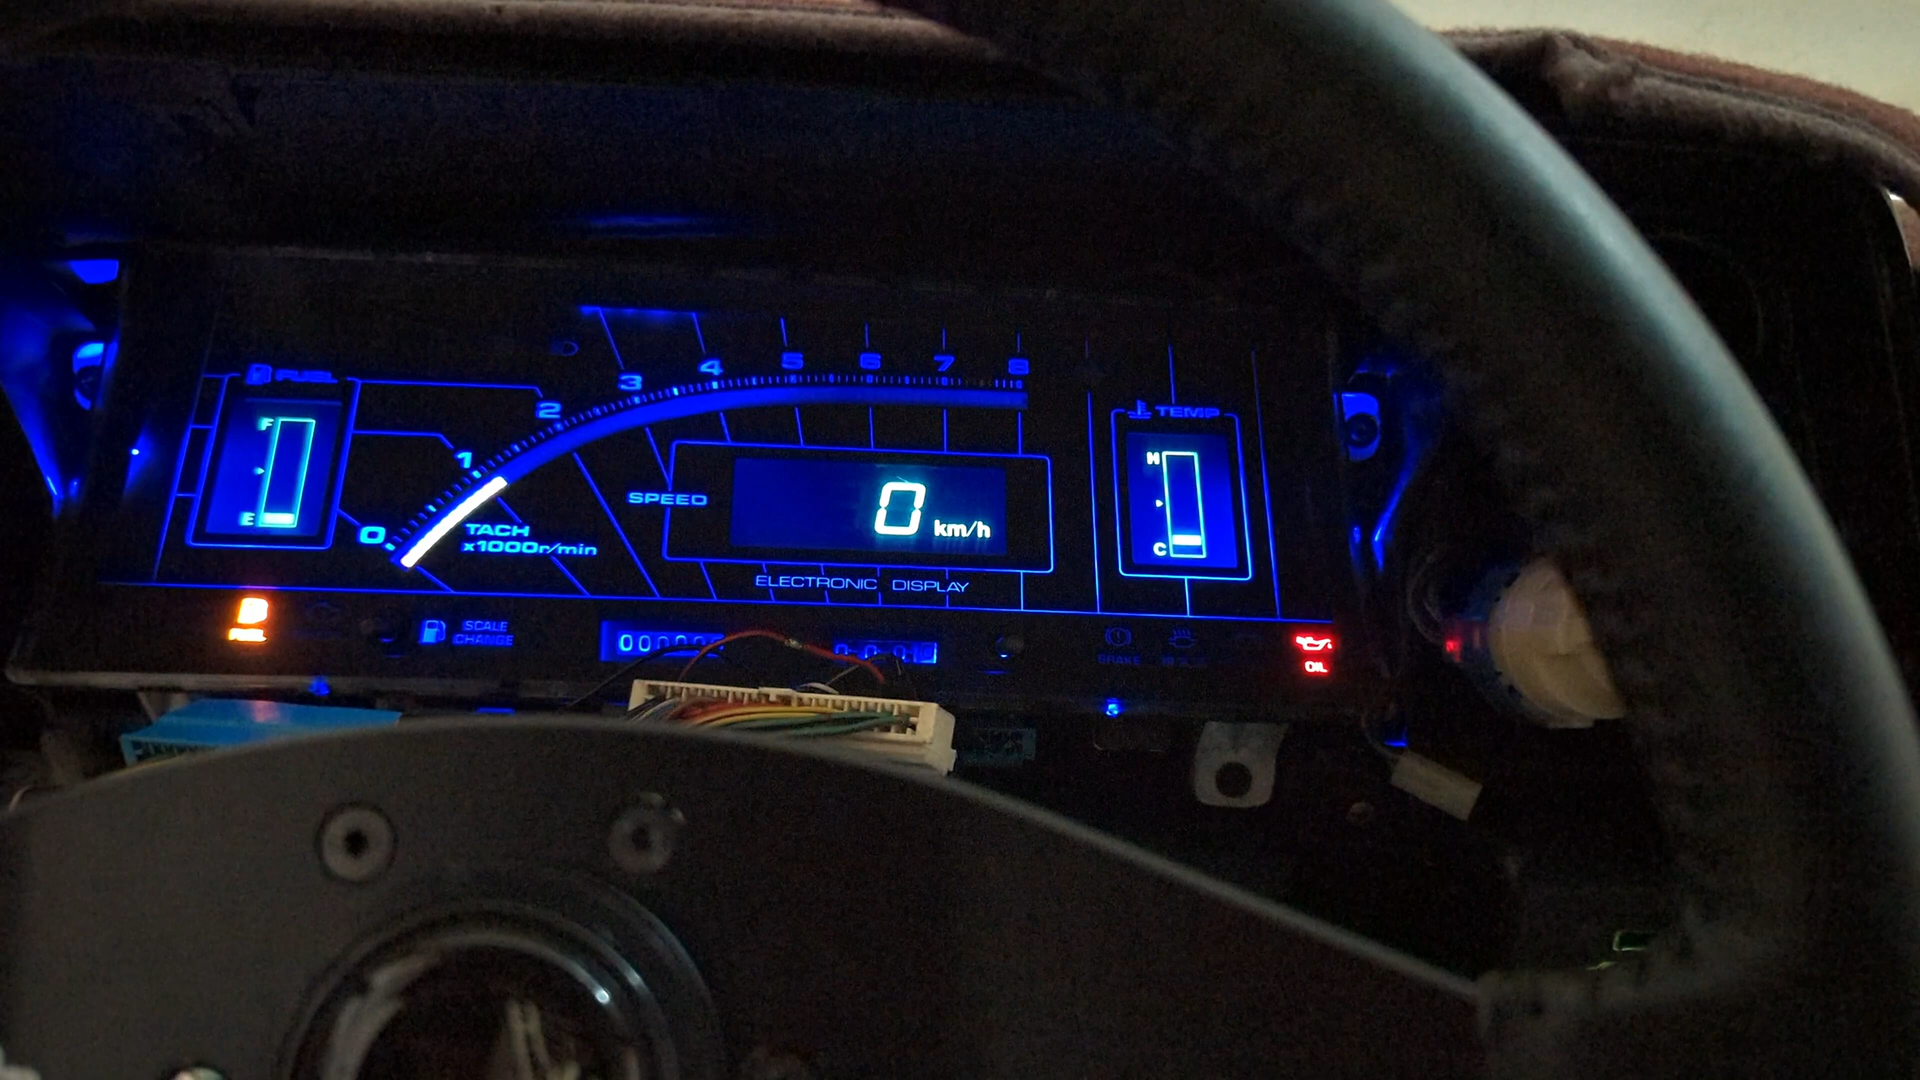 3 4 5 6 7 8
FUEL
2
TEMP
F
1
H
SPEED
0
km/h
E
0
TACH
x1000r/min
C
ELECTRONIC DISPLAY
FUEL
SCALE
CHANGE
BRAKE
OIL